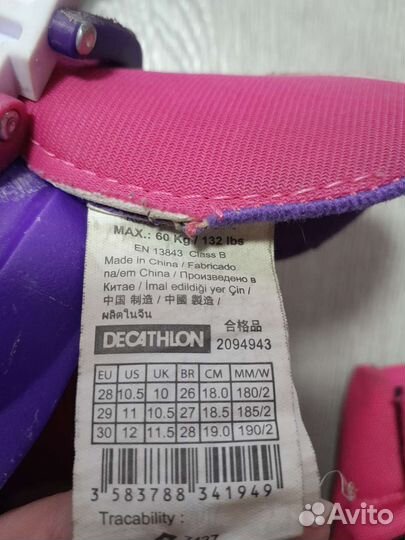 MAX.: 60 Kg / 132 lbs
EN 13843 Class B
Made in China / Fabricado
na/em China / Произведено в
Китае / İmal edildiği yer Çin /
中国 制造 / 中國 製造 /
ผลิตในจีน
DECATHLON 合格品 2094943
EU US UK BR CM MM/W
28 10.5 10 26 18.0 180/2
29 11 10.5 27 18.5 185/2
30 12 11.5 28 19.0 190/2
3 583788 341949
Tracability :
Avito